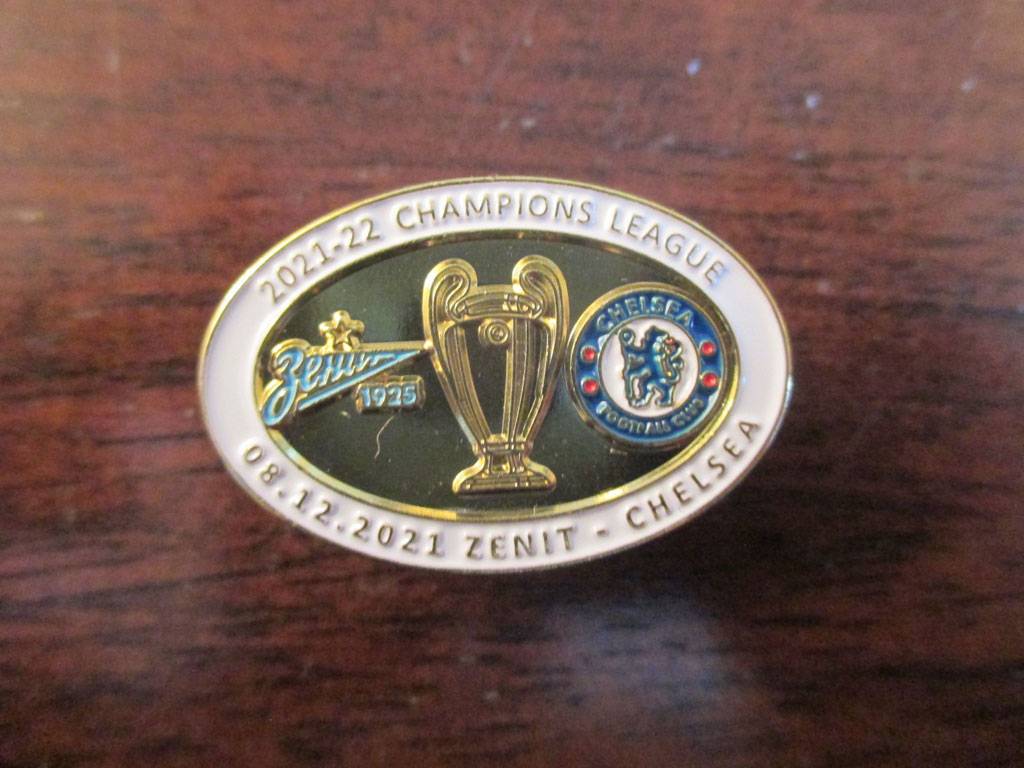 2021-22 CHAMPIONS LEAGUE
Зенит
1925
CHELSEA
FOOTBALL CLUB
08.12.2021 ZENIT - CHELSEA